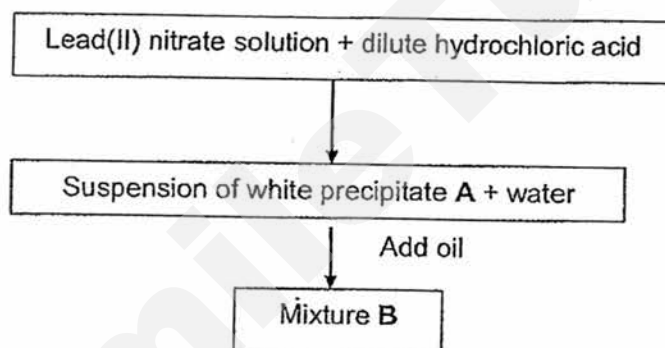 Lead(II) nitrate solution + dilute hydrochloric acid
Suspension of white precipitate A + water
Add oil
Mixture B